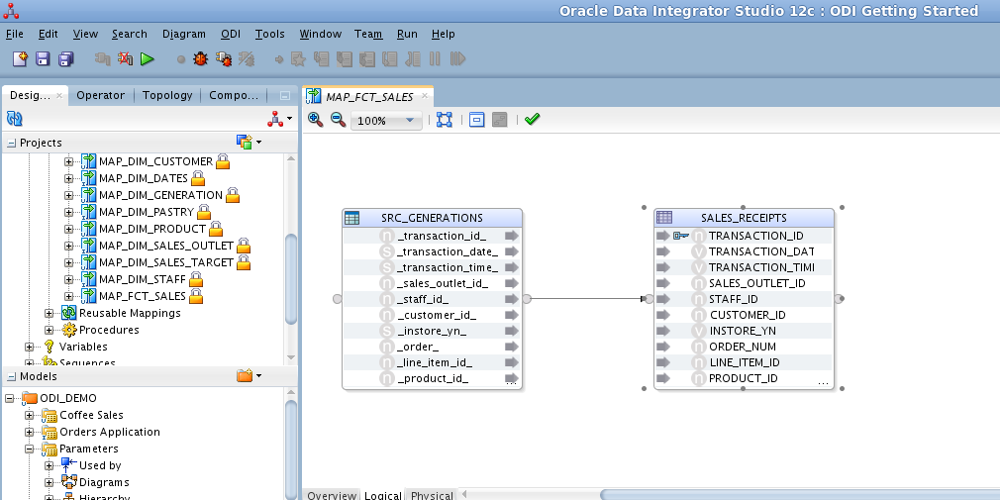 Oracle Data Integrator Studio 12c : ODI Getting Started
File Edit View Search Diagram ODI Tools Window Team Run Help
Desig... Operator Topology Compo...
MAP_FCT_SALES
100%
Projects
MAP_DIM_CUSTOMER
MAP_DIM_DATES
MAP_DIM_GENERATION
MAP_DIM_PASTRY
MAP_DIM_PRODUCT
MAP_DIM_SALES_OUTLET
MAP_DIM_SALES_TARGET
MAP_DIM_STAFF
MAP_FCT_SALES
Reusable Mappings
Procedures
Variables
Sequences
Models
ODI_DEMO
Coffee Sales
Orders Application
Parameters
Used by
Diagrams
Hierarchy
SRC_GENERATIONS
_transaction_id_
_transaction_date_
_transaction_time_
_sales_outlet_id_
_staff_id_
_customer_id_
_instore_yn_
_order_
_line_item_id_
_product_id_
...
SALES_RECEIPTS
TRANSACTION_ID
TRANSACTION_DAT
TRANSACTION_TIMI
SALES_OUTLET_ID
STAFF_ID
CUSTOMER_ID
INSTORE_YN
ORDER_NUM
LINE_ITEM_ID
PRODUCT_ID
...
Overview Logical Physical